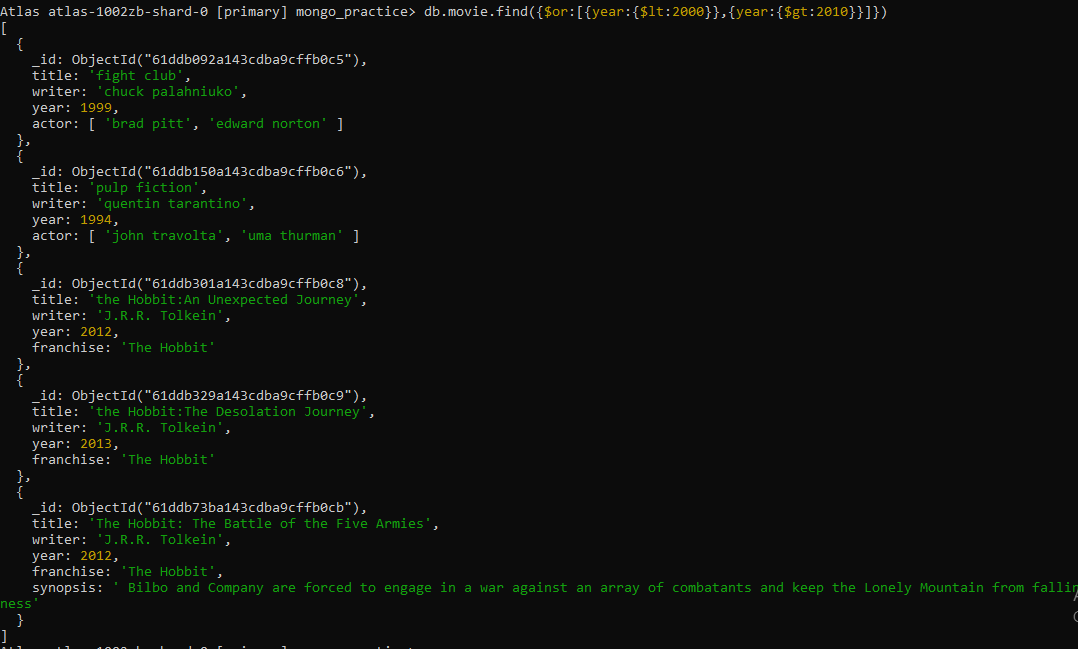 Atlas atlas-1002zb-shard-0 [primary] mongo_practice> db.movie.find({$or:[{year:{$lt:2000}},{year:{$gt:2010}}]})
[
  {
    _id: ObjectId("61ddb092a143cdba9cffb0c5"),
    title: 'fight club',
    writer: 'chuck palahniuko',
    year: 1999,
    actor: [ 'brad pitt', 'edward norton' ]
  },
  {
    _id: ObjectId("61ddb150a143cdba9cffb0c6"),
    title: 'pulp fiction',
    writer: 'quentin tarantino',
    year: 1994,
    actor: [ 'john travolta', 'uma thurman' ]
  },
  {
    _id: ObjectId("61ddb301a143cdba9cffb0c8"),
    title: 'the Hobbit:An Unexpected Journey',
    writer: 'J.R.R. Tolkein',
    year: 2012,
    franchise: 'The Hobbit'
  },
  {
    _id: ObjectId("61ddb329a143cdba9cffb0c9"),
    title: 'the Hobbit:The Desolation Journey',
    writer: 'J.R.R. Tolkein',
    year: 2013,
    franchise: 'The Hobbit'
  },
  {
    _id: ObjectId("61ddb73ba143cdba9cffb0cb"),
    title: 'The Hobbit: The Battle of the Five Armies',
    writer: 'J.R.R. Tolkein',
    year: 2012,
    franchise: 'The Hobbit',
    synopsis: ' Bilbo and Company are forced to engage in a war against an array of combatants and keep the Lonely Mountain from fallin
ness'
  }
]